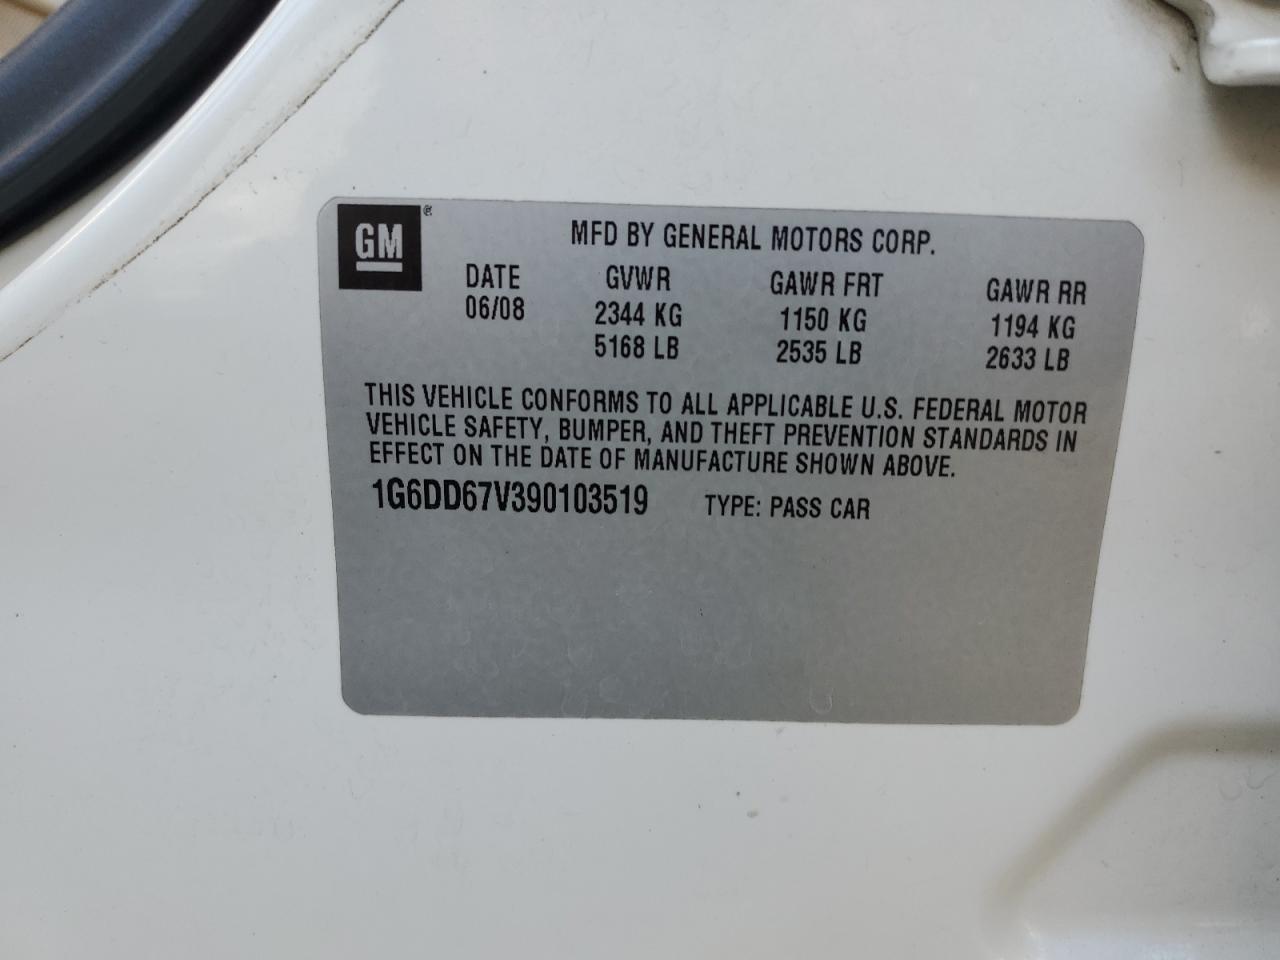 GM®
MFD BY GENERAL MOTORS CORP.
DATE GVWR GAWR FRT GAWR RR
06/08 2344 KG 1150 KG 1194 KG
5168 LB 2535 LB 2633 LB
THIS VEHICLE CONFORMS TO ALL APPLICABLE U.S. FEDERAL MOTOR
VEHICLE SAFETY, BUMPER, AND THEFT PREVENTION STANDARDS IN
EFFECT ON THE DATE OF MANUFACTURE SHOWN ABOVE.
1G6DD67V390103519 TYPE: PASS CAR